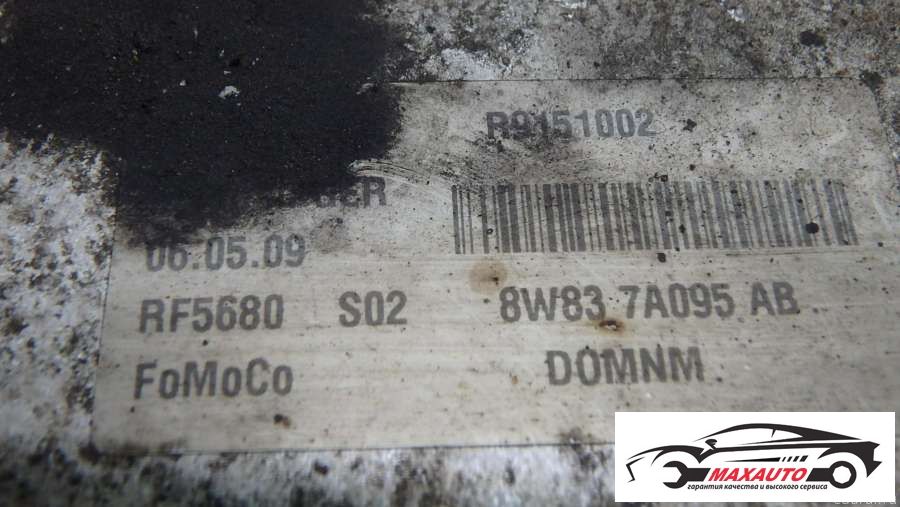 R9151002
06.05.09
RF5680 S02 8W83 7A095 AB
FoMoCo DOMNM
MAXAUTO
гарантия качества и высокого сервиса